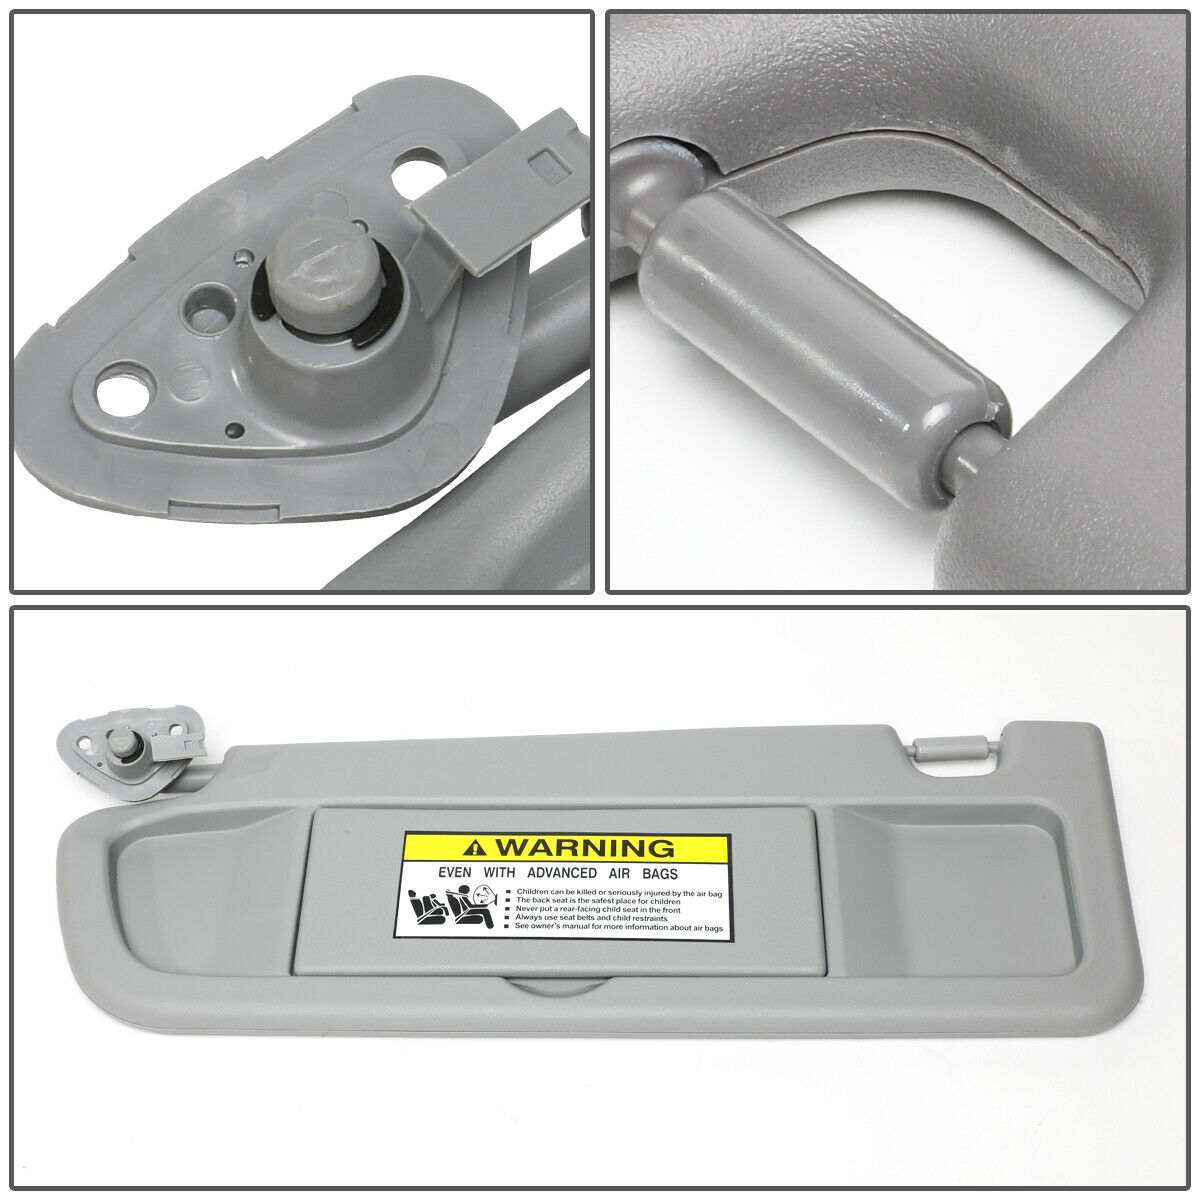 ⚠ WARNING
EVEN WITH ADVANCED AIR BAGS
▪ Children can be killed or seriously injured by the air bag
▪ The back seat is the safest place for children
▪ Never put a rear-facing child seat in the front
▪ Always use seat belts and child restraints
▪ See owner's manual for more information about air bags